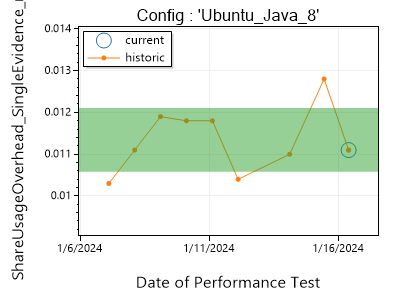 Config : 'Ubuntu_Java_8'
ShareUsageOverhead_SingleEvidence_
0.014
0.013
0.012
0.011
0.01
current
historic
1/6/2024
1/11/2024
1/16/2024
Date of Performance Test